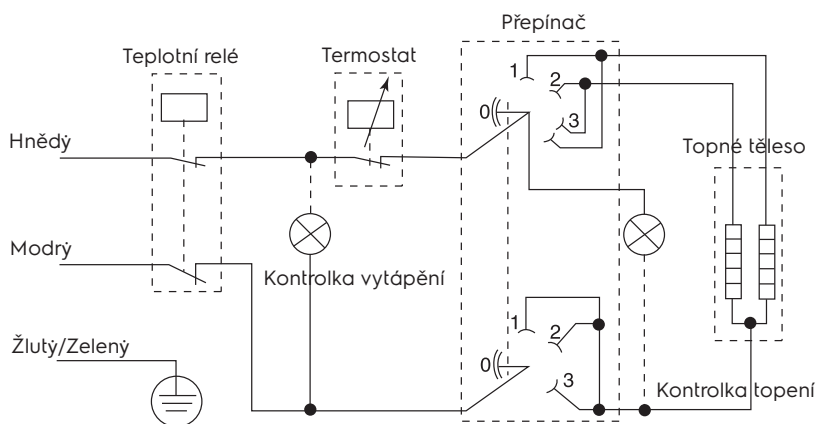 Přepínač
Teplotní relé
Termostat
1
2
0
3
Hnědý
Topné těleso
Modrý
Kontrolka vytápění
1
2
0
3
Žlutý/Zelený
Kontrolka topení